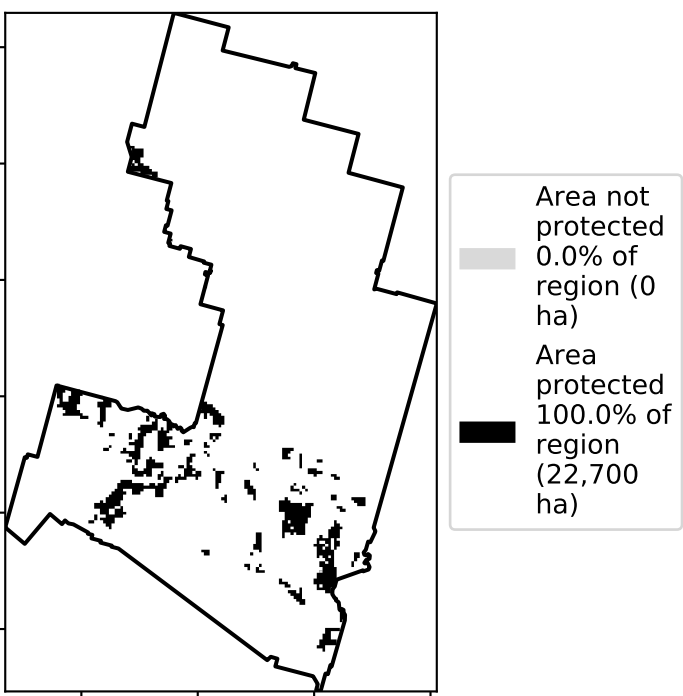 Area not
protected
0.0% of
region (0
ha)
Area
protected
100.0% of
region
(22,700
ha)